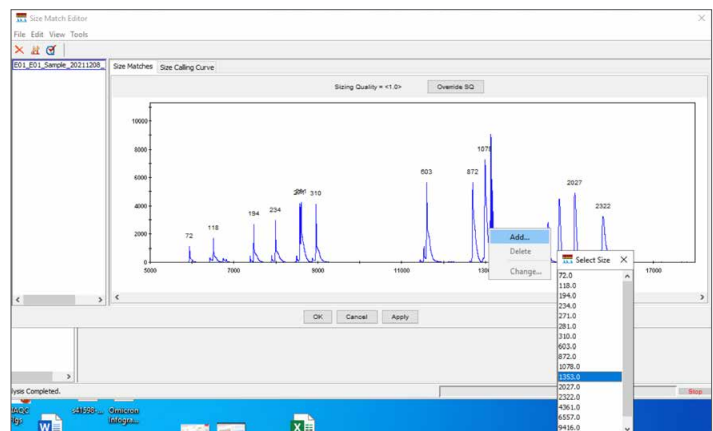 Size Match Editor
File Edit View Tools
E01_E01_Sample_20211208_
Size Matches Size Calling Curve
Sizing Quality = <1.0> Override SQ
10000
8000
6000
4000
2000
0
72
118
194
234
310
603
872
1078
2027
2322
5000 7000 9000 11000 17000
Add...
Delete
Change...
Select Size
72.0
118.0
194.0
234.0
271.0
281.0
310.0
603.0
872.0
1078.0
1353.0
2027.0
2322.0
4361.0
6557.0
9416.0
OK Cancel Apply
lysis Completed.
Stop
Omicron